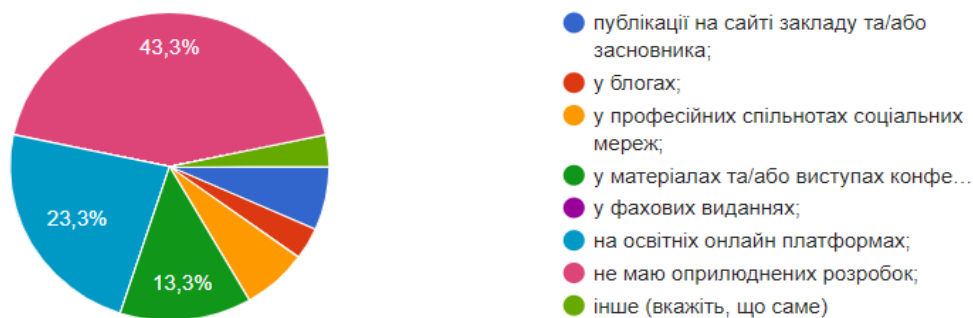 43,3%
23,3%
13,3%
публікації на сайті закладу та/або
засновника;
у блогах;
у професійних спільнотах соціальних
мереж;
у матеріалах та/або виступах конфе...
у фахових виданнях;
на освітніх онлайн платформах;
не маю оприлюднених розробок;
інше (вкажіть, що саме)